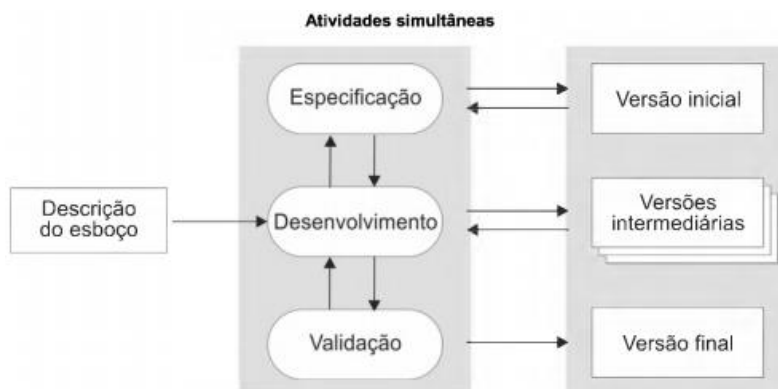 Atividades simultâneas
Especificação
Versão inicial
Descrição
do esboço
Desenvolvimento
Versões
intermediárias
Validação
Versão final